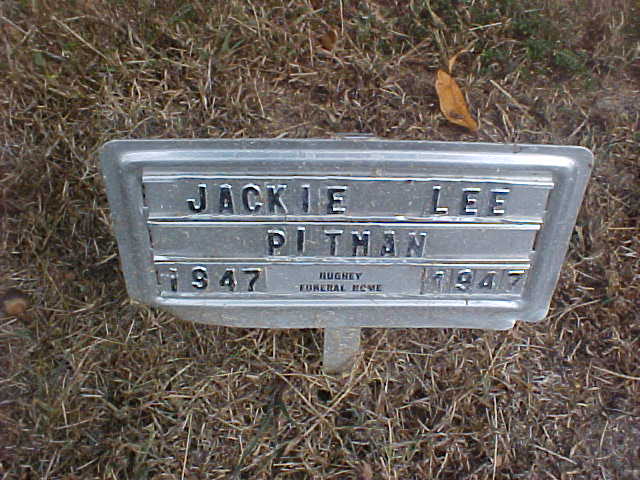 JACKIE LEE
PITMAN
1947 HUGHEY 1947
FUNERAL HOME